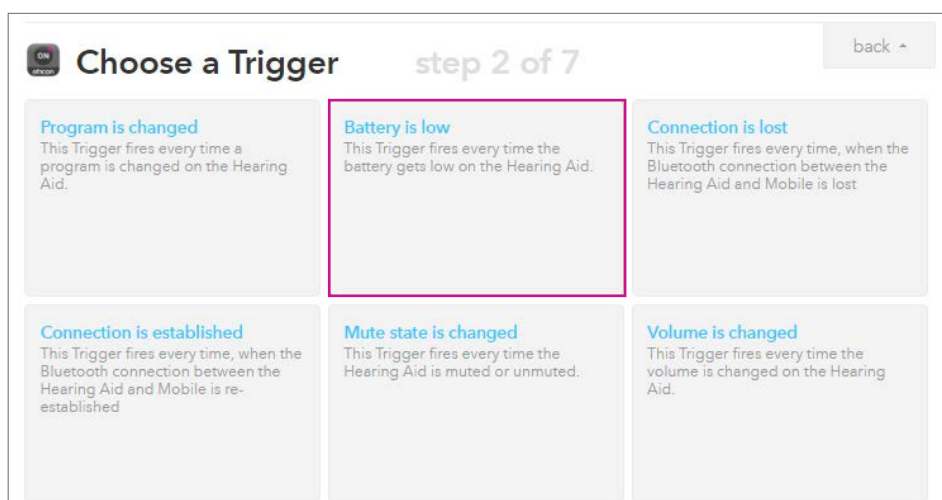 ON
oticon
Choose a Trigger
step 2 of 7
back
Program is changed
This Trigger fires every time a
program is changed on the Hearing
Aid.
Battery is low
This Trigger fires every time the
battery gets low on the Hearing Aid.
Connection is lost
This Trigger fires every time, when the
Bluetooth connection between the
Hearing Aid and Mobile is lost
Connection is established
This Trigger fires every time, when the
Bluetooth connection between the
Hearing Aid and Mobile is re-
established
Mute state is changed
This Trigger fires every time the
Hearing Aid is muted or unmuted.
Volume is changed
This Trigger fires every time the
volume is changed on the Hearing
Aid.